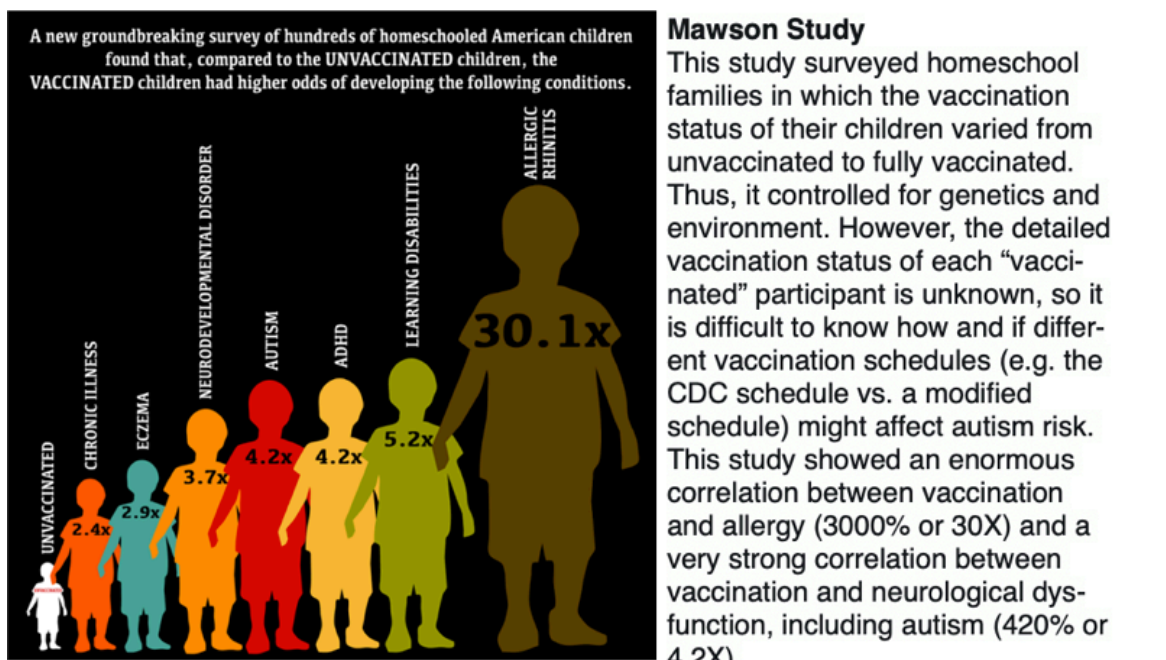 A new groundbreaking survey of hundreds of homeschooled American children
found that, compared to the UNVACCINATED children, the
VACCINATED children had higher odds of developing the following conditions.
UNVACCINATED
CHRONIC ILLNESS
2.4x
ECZEMA
2.9x
NEURODEVELOPMENTAL DISORDER
3.7x
AUTISM
4.2x
ADHD
4.2x
LEARNING DISABILITIES
5.2x
ALLERGIC
RHINITIS
30.1x
Mawson Study
This study surveyed homeschool
families in which the vaccination
status of their children varied from
unvaccinated to fully vaccinated.
Thus, it controlled for genetics and
environment. However, the detailed
vaccination status of each “vacci-
nated” participant is unknown, so it
is difficult to know how and if differ-
ent vaccination schedules (e.g. the
CDC schedule vs. a modified
schedule) might affect autism risk.
This study showed an enormous
correlation between vaccination
and allergy (3000% or 30X) and a
very strong correlation between
vaccination and neurological dys-
function, including autism (420% or
4.2X)